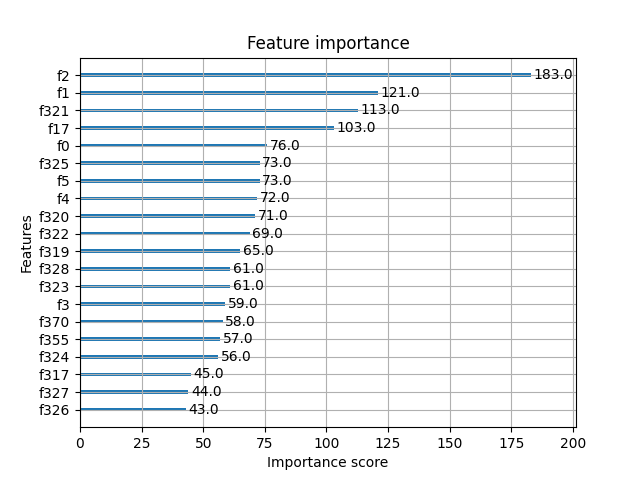 Feature importance
f2 183.0
f1 121.0
f321 113.0
f17 103.0
f0 76.0
f325 73.0
f5 73.0
f4 72.0
f320 71.0
f322 69.0
f319 65.0
f328 61.0
f323 61.0
f3 59.0
f370 58.0
f355 57.0
f324 56.0
f317 45.0
f327 44.0
f326 43.0
Features
0 25 50 75 100 125 150 175 200
Importance score